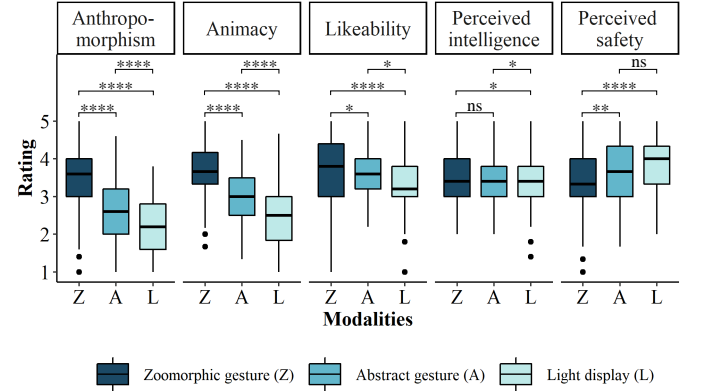 Anthropo-
morphism
Animacy
Likeability
Perceived
intelligence
Perceived
safety
**** * * ns
**** **** **** * ****
**** **** * ns **
Rating
5
4
3
2
1
Z A L Z A L Z A L Z A L Z A L
Modalities
Zoomorphic gesture (Z) Abstract gesture (A) Light display (L)